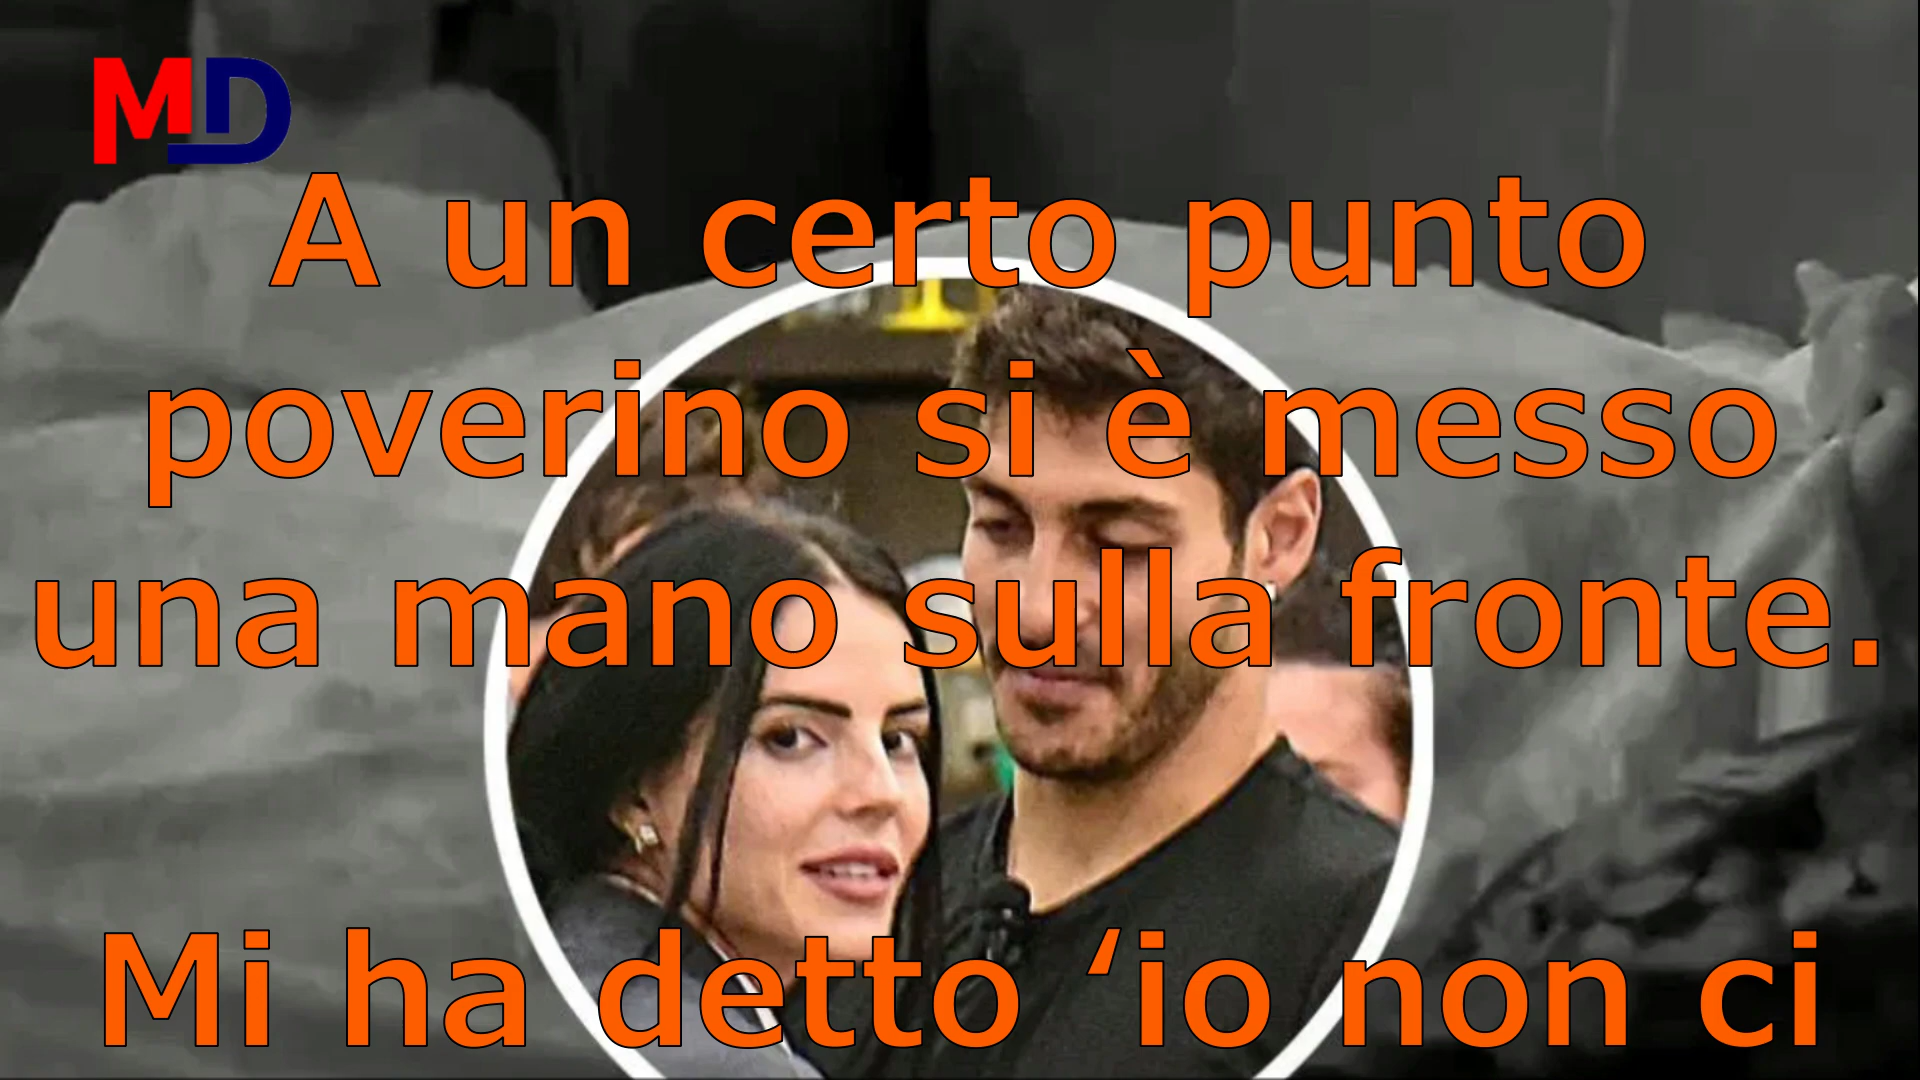 MD
A un certo punto
poverino si è messo
una mano sulla fronte.
Mi ha detto ‘io non ci